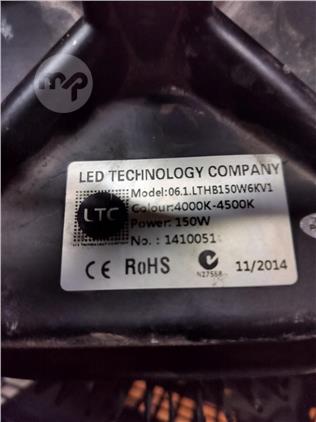 mp
LED TECHNOLOGY COMPANY
Model:06.1.LTHB150W6KV1
LTC
Colour:4000K-4500K
Power: 150W
No.: 1410051
CE RoHS
N27558
11/2014